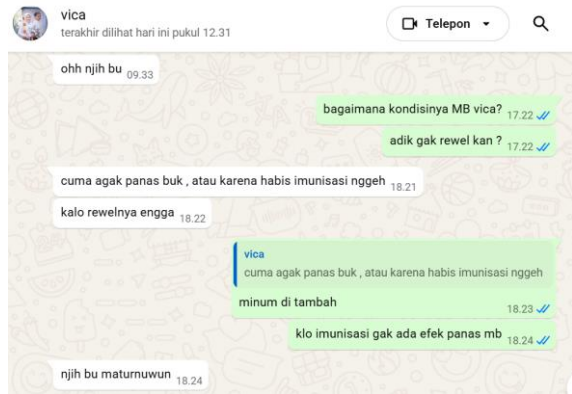 vica
terakhir dilihat hari ini pukul 12.31
Telepon
ohh njih bu 09.33
bagaimana kondisinya MB vica? 17.22
adik gak rewel kan ? 17.22
cuma agak panas buk , atau karena habis imunisasi nggeh 18.21
kalo rewelnya engga 18.22
vica
cuma agak panas buk , atau karena habis imunisasi nggeh
minum di tambah 18.23
klo imunisasi gak ada efek panas mb 18.24
njih bu maturnuwun 18.24